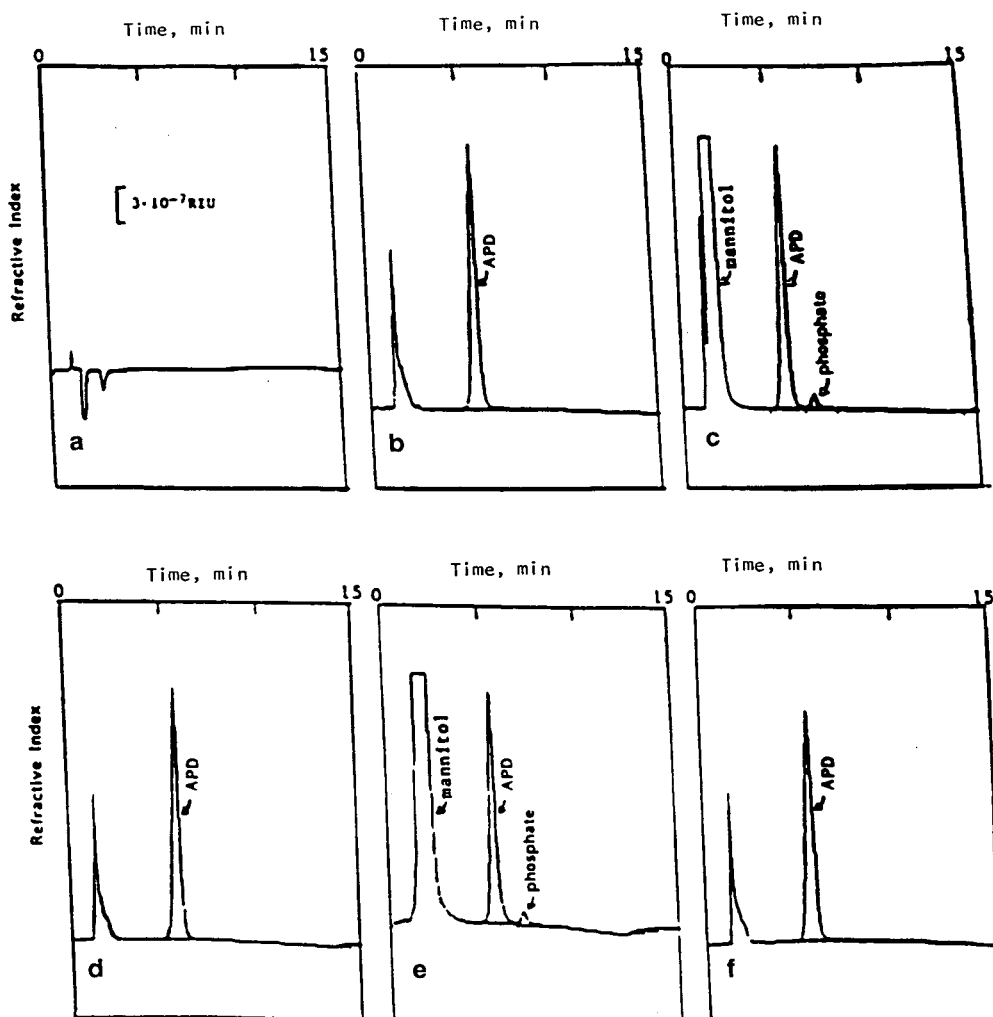 Time, min
0 15
Time, min
0 15
Time, min
0 15
Refractive Index
3·10⁻⁷RIU
a
APD
b
mannitol
APD
phosphate
c
Time, min
0 15
Time, min
0 15
Time, min
0 15
Refractive Index
APD
d
mannitol
APD
phosphate
e
APD
f